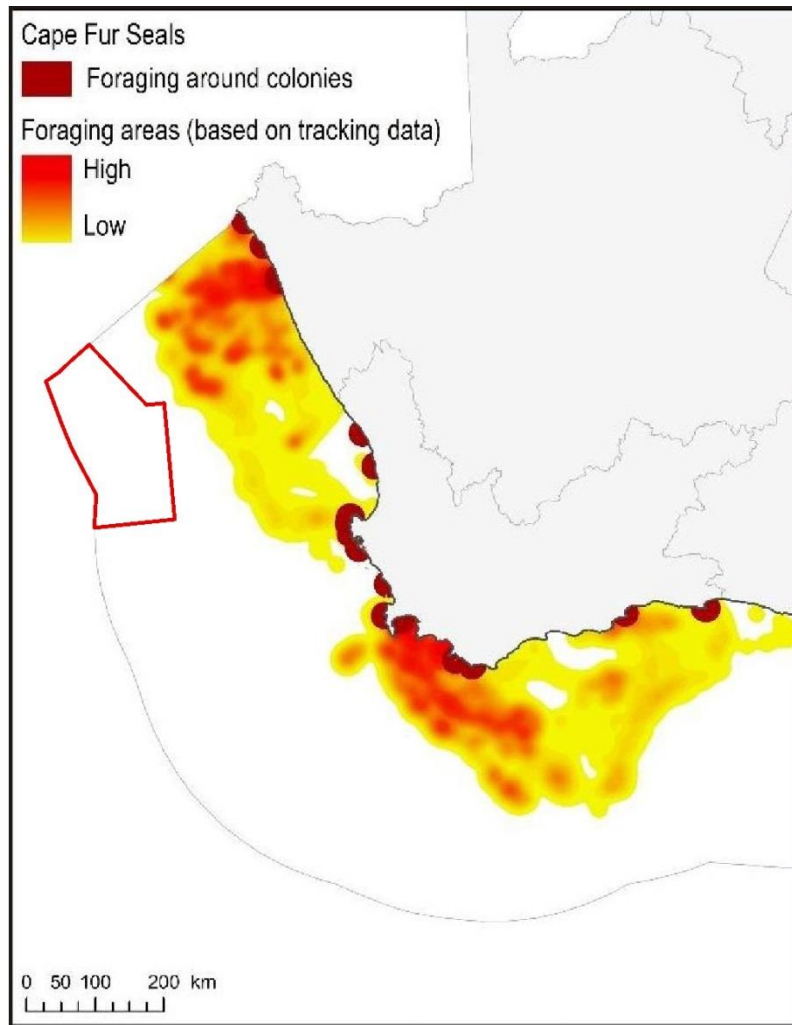 Cape Fur Seals
Foraging around colonies
Foraging areas (based on tracking data)
High
Low
0 50 100 200 km